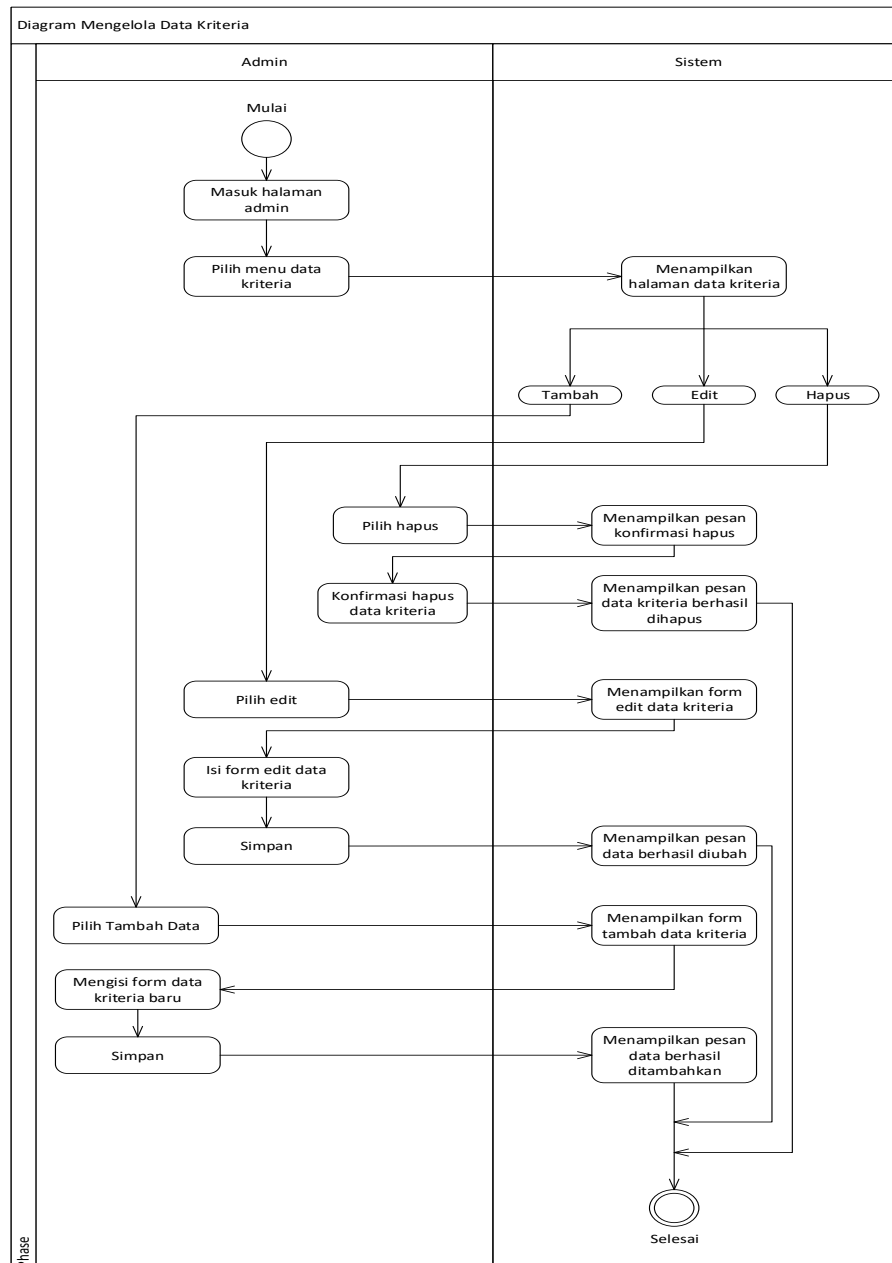 Diagram Mengelola Data Kriteria
Admin
Sistem
Mulai
Masuk halaman
admin
Pilih menu data
kriteria
Menampilkan
halaman data kriteria
Tambah
Edit
Hapus
Pilih hapus
Menampilkan pesan
konfirmasi hapus
Konfirmasi hapus
data kriteria
Menampilkan pesan
data kriteria berhasil
dihapus
Pilih edit
Menampilkan form
edit data kriteria
Isi form edit data
kriteria
Simpan
Menampilkan pesan
data berhasil diubah
Pilih Tambah Data
Menampilkan form
tambah data kriteria
Mengisi form data
kriteria baru
Simpan
Menampilkan pesan
data berhasil
ditambahkan
Selesai
Phase